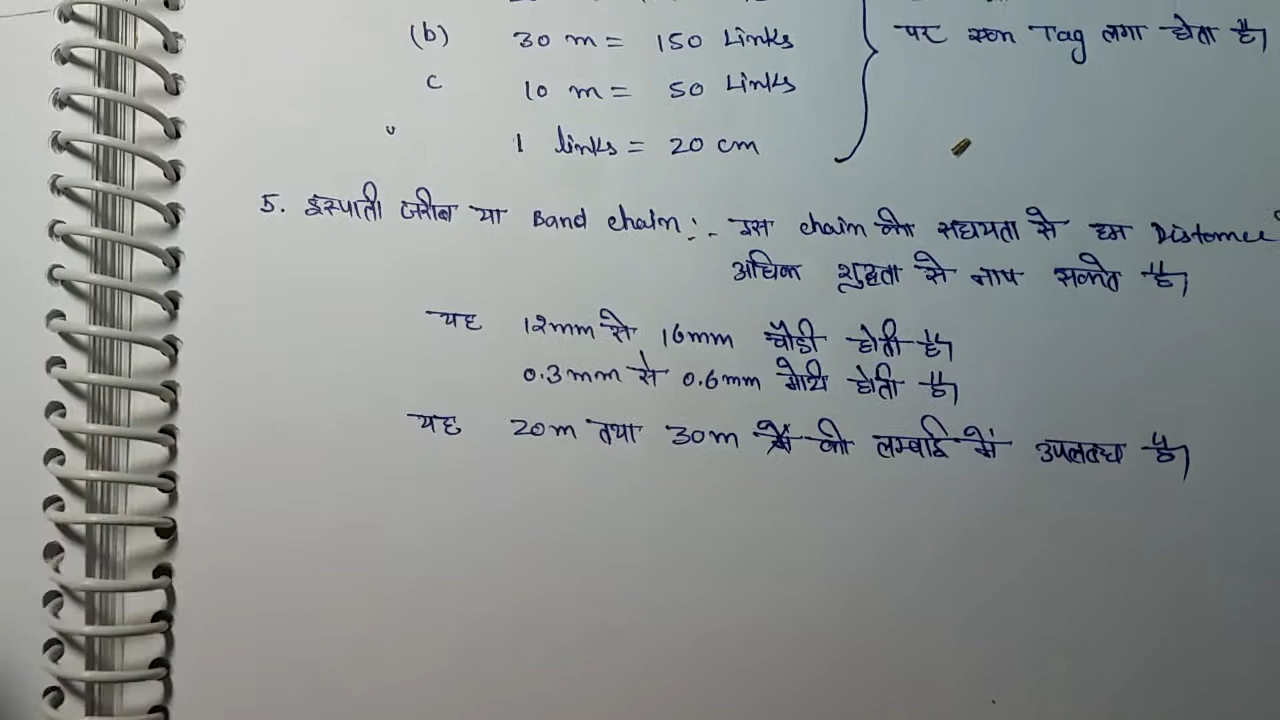 (b) 30 m = 150 Links पर एक Tag लगा होता है।
c 10 m = 50 Links
1 links = 20 cm
5. इस्पाती जरीब या Band chain :- इस chain की सहायता से हम Distance
अधिक शुद्धता से नाप सकते है।
यह 12mm से 16mm चौडी होती है।
0.3mm से 0.6mm मोटी होती है।
यह 20m तथा 30m की लम्बाई में उपलब्ध है।